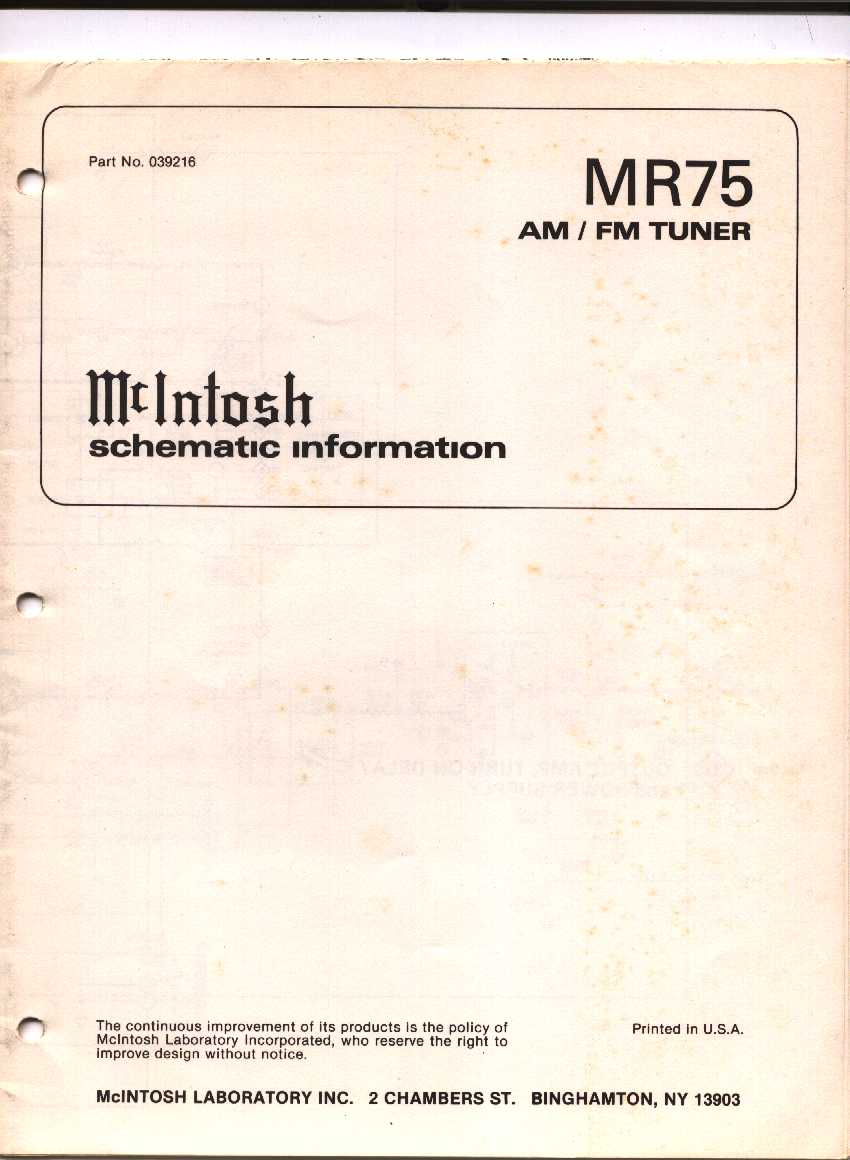 Part No. 039216
MR75
AM / FM TUNER
McIntosh
schematic information
The continuous improvement of its products is the policy of
McIntosh Laboratory Incorporated, who reserve the right to
improve design without notice.
Printed in U.S.A.
McINTOSH LABORATORY INC. 2 CHAMBERS ST. BINGHAMTON, NY 13903